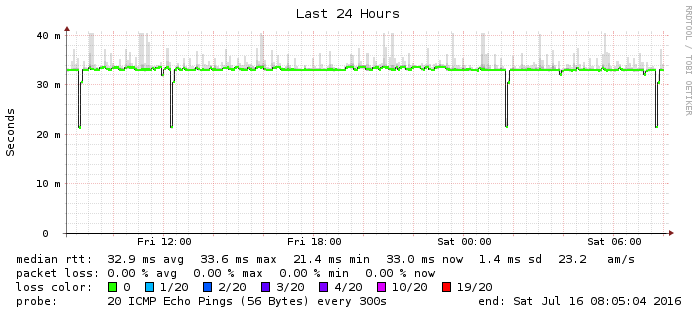 Last 24 Hours
RRDTOOL / TOBI OETIKER
Seconds
40 m
30 m
20 m
10 m
0
Fri 12:00 Fri 18:00 Sat 00:00 Sat 06:00
median rtt: 32.9 ms avg 33.6 ms max 21.4 ms min 33.0 ms now 1.4 ms sd 23.2 am/s
packet loss: 0.00 % avg 0.00 % max 0.00 % min 0.00 % now
loss color: 0 1/20 2/20 3/20 4/20 10/20 19/20
probe: 20 ICMP Echo Pings (56 Bytes) every 300s end: Sat Jul 16 08:05:04 2016